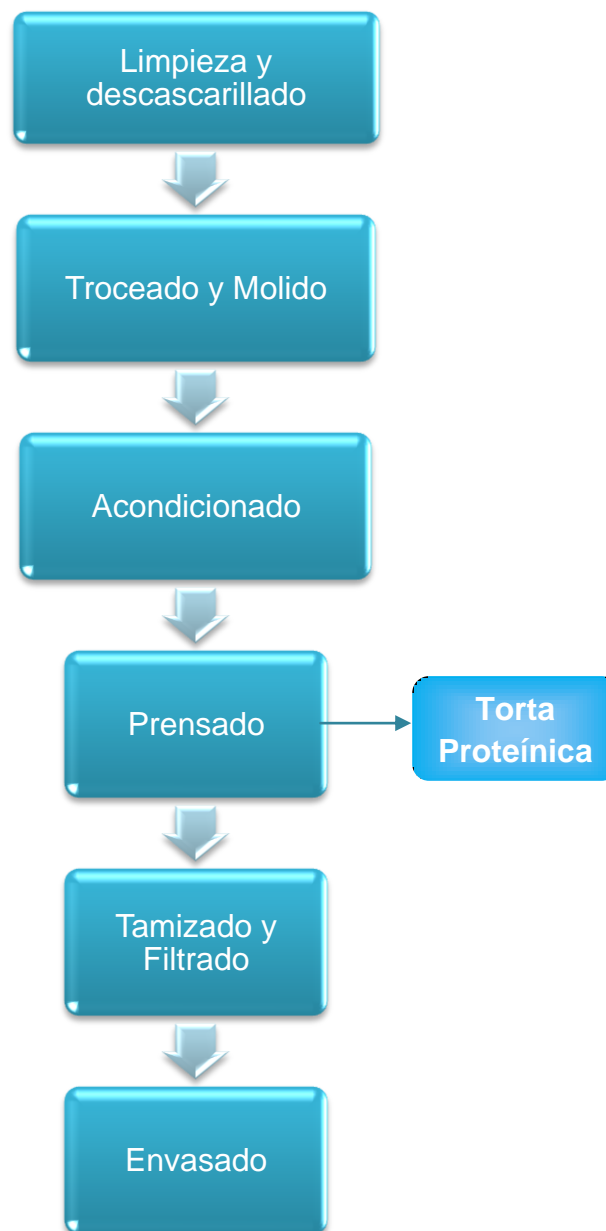 Limpieza y
descascarillado
Troceado y Molido
Acondicionado
Prensado
Torta
Proteínica
Tamizado y
Filtrado
Envasado